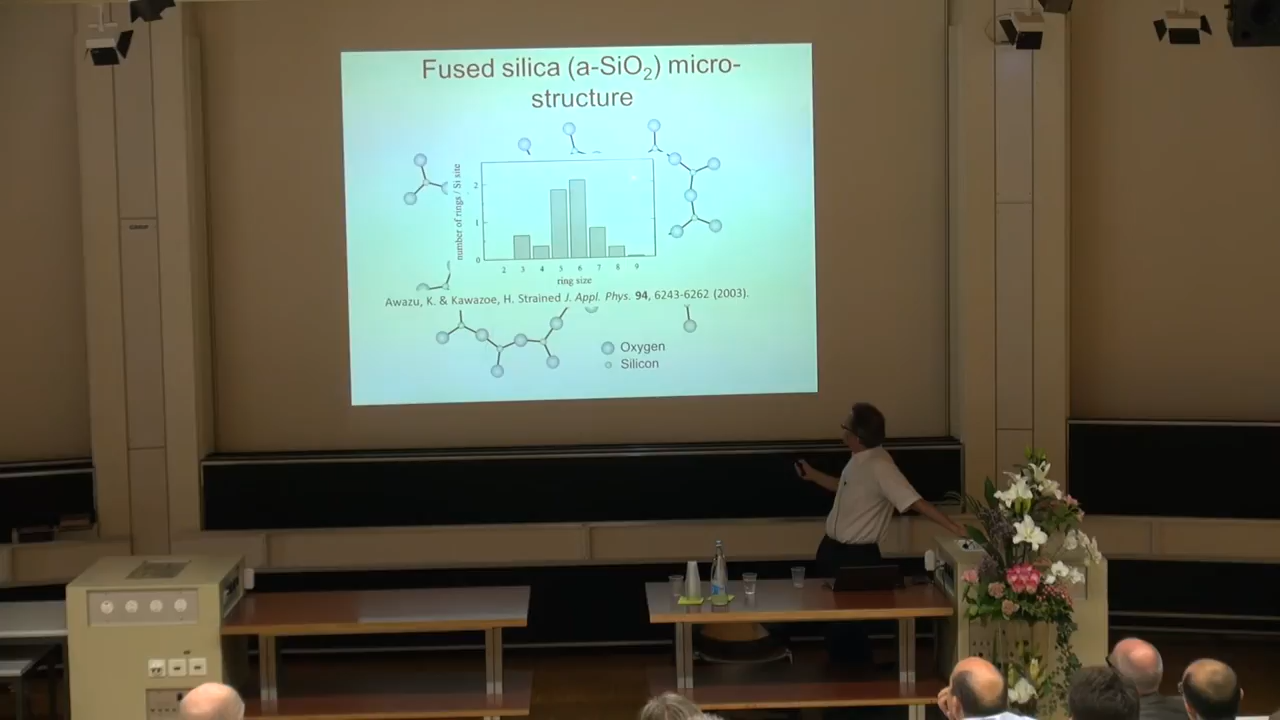 Fused silica (a-SiO₂) micro-
structure
number of rings / Si site
2
1
0
2 3 4 5 6 7 8 9
ring size
Awazu, K. & Kawazoe, H. Strained J. Appl. Phys. 94, 6243-6262 (2003).
Oxygen
Silicon